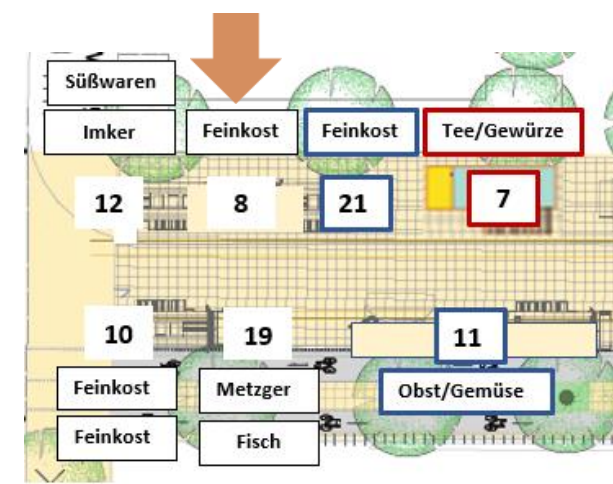 Süßwaren
Imker
Feinkost
Feinkost
Tee/Gewürze
12
8
21
7
10
19
11
Feinkost
Metzger
Obst/Gemüse
Feinkost
Fisch